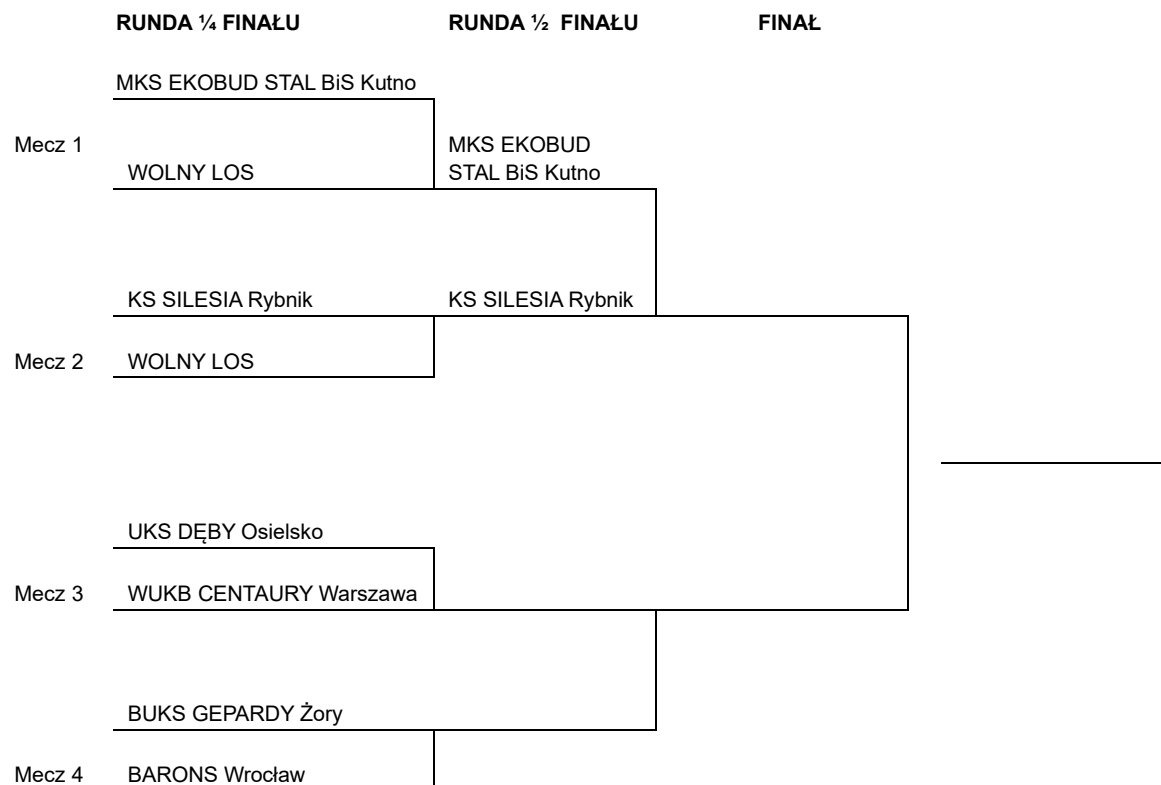 RUNDA ¼ FINAŁU RUNDA ½ FINAŁU FINAŁ
MKS EKOBUD STAL BiS Kutno
Mecz 1 MKS EKOBUD
WOLNY LOS STAL BiS Kutno
KS SILESIA Rybnik KS SILESIA Rybnik
Mecz 2 WOLNY LOS
UKS DĘBY Osielsko
Mecz 3 WUKB CENTAURY Warszawa
BUKS GEPARDY Żory
Mecz 4 BARONS Wrocław